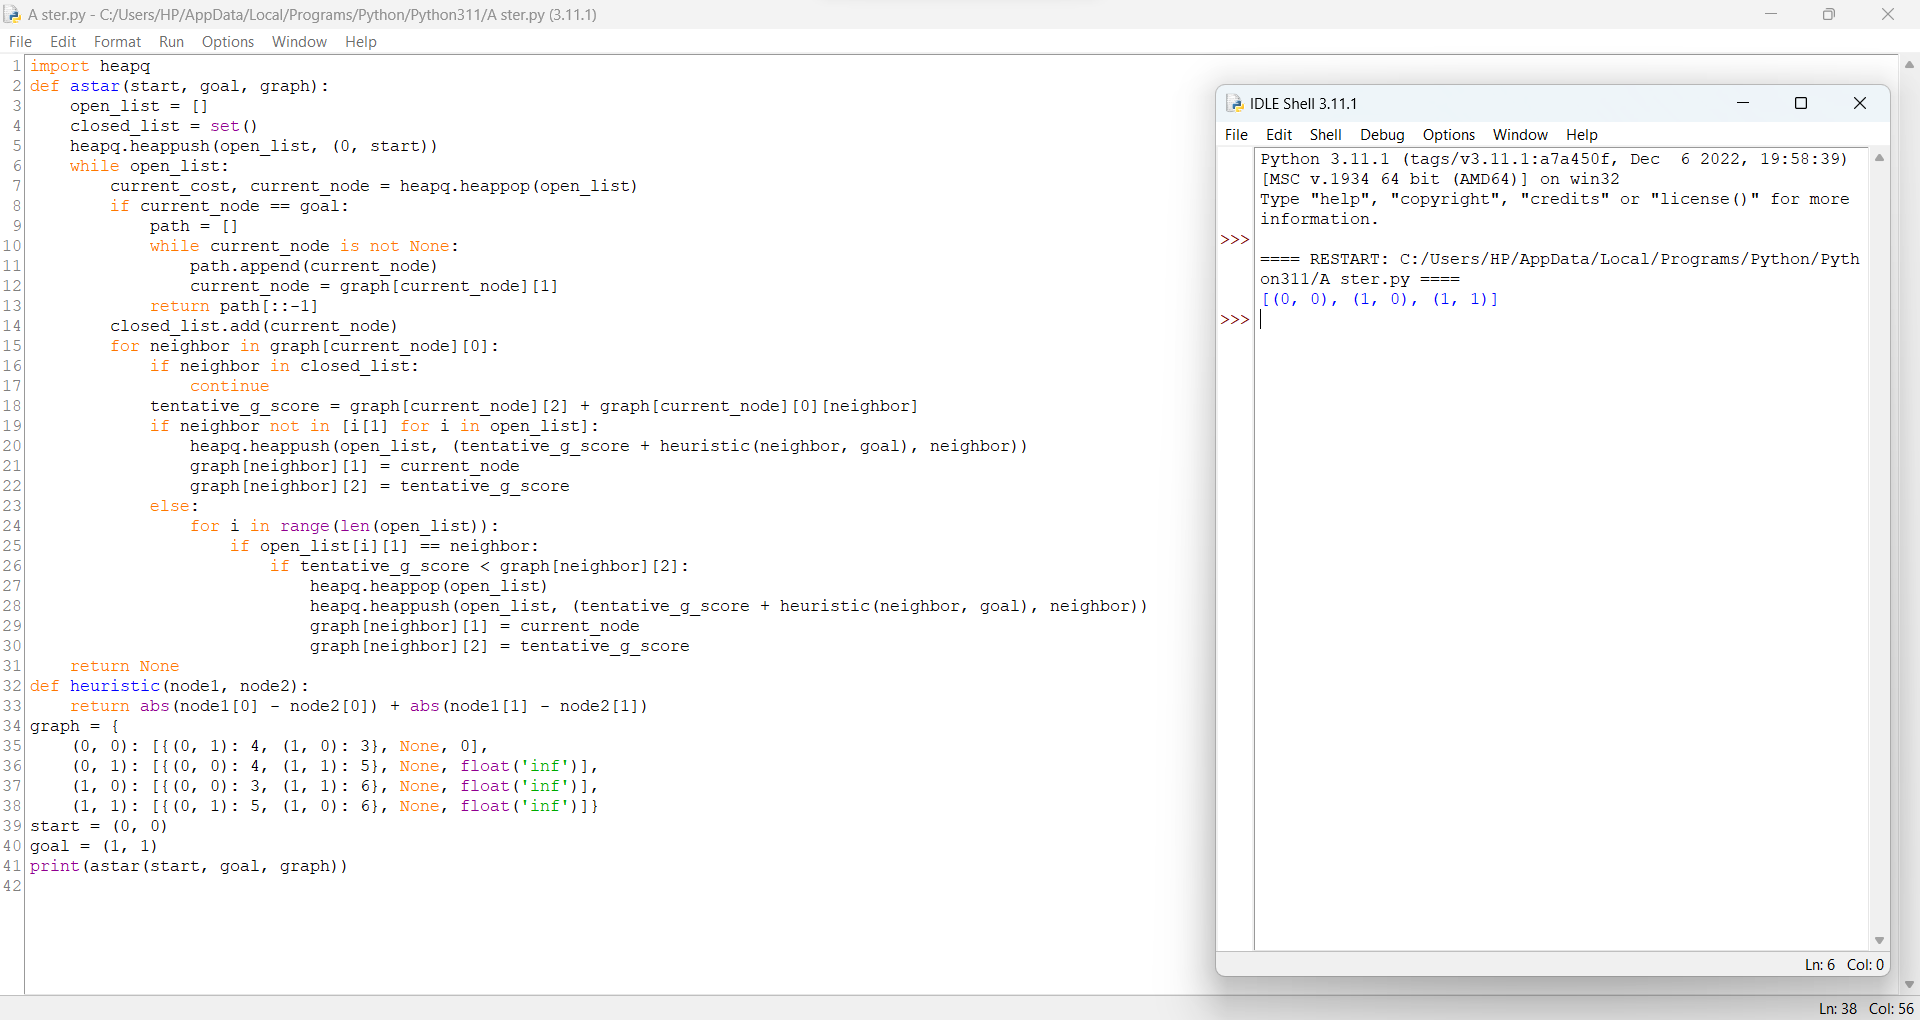 A ster.py - C:/Users/HP/AppData/Local/Programs/Python/Python311/A ster.py (3.11.1)
File Edit Format Run Options Window Help
1 import heapq
2 def astar(start, goal, graph):
3     open_list = []
4     closed_list = set()
5     heapq.heappush(open_list, (0, start))
6     while open_list:
7         current_cost, current_node = heapq.heappop(open_list)
8         if current_node == goal:
9             path = []
10             while current_node is not None:
11                 path.append(current_node)
12                 current_node = graph[current_node][1]
13             return path[::-1]
14         closed_list.add(current_node)
15         for neighbor in graph[current_node][0]:
16             if neighbor in closed_list:
17                 continue
18             tentative_g_score = graph[current_node][2] + graph[current_node][0][neighbor]
19             if neighbor not in [i[1] for i in open_list]:
20                 heapq.heappush(open_list, (tentative_g_score + heuristic(neighbor, goal), neighbor))
21                 graph[neighbor][1] = current_node
22                 graph[neighbor][2] = tentative_g_score
23             else:
24                 for i in range(len(open_list)):
25                     if open_list[i][1] == neighbor:
26                         if tentative_g_score < graph[neighbor][2]:
27                             heapq.heappop(open_list)
28                             heapq.heappush(open_list, (tentative_g_score + heuristic(neighbor, goal), neighbor))
29                             graph[neighbor][1] = current_node
30                             graph[neighbor][2] = tentative_g_score
31     return None
32 def heuristic(node1, node2):
33     return abs(node1[0] - node2[0]) + abs(node1[1] - node2[1])
34 graph = {
35     (0, 0): [{(0, 1): 4, (1, 0): 3}, None, 0],
36     (0, 1): [{(0, 0): 4, (1, 1): 5}, None, float('inf')],
37     (1, 0): [{(0, 0): 3, (1, 1): 6}, None, float('inf')],
38     (1, 1): [{(0, 1): 5, (1, 0): 6}, None, float('inf')]}
39 start = (0, 0)
40 goal = (1, 1)
41 print(astar(start, goal, graph))
42
Ln: 38 Col: 56
IDLE Shell 3.11.1
File Edit Shell Debug Options Window Help
Python 3.11.1 (tags/v3.11.1:a7a450f, Dec  6 2022, 19:58:39)
[MSC v.1934 64 bit (AMD64)] on win32
Type "help", "copyright", "credits" or "license()" for more
information.
>>>
==== RESTART: C:/Users/HP/AppData/Local/Programs/Python/Pyth
on311/A ster.py ====
[(0, 0), (1, 0), (1, 1)]
>>>
Ln: 6 Col: 0